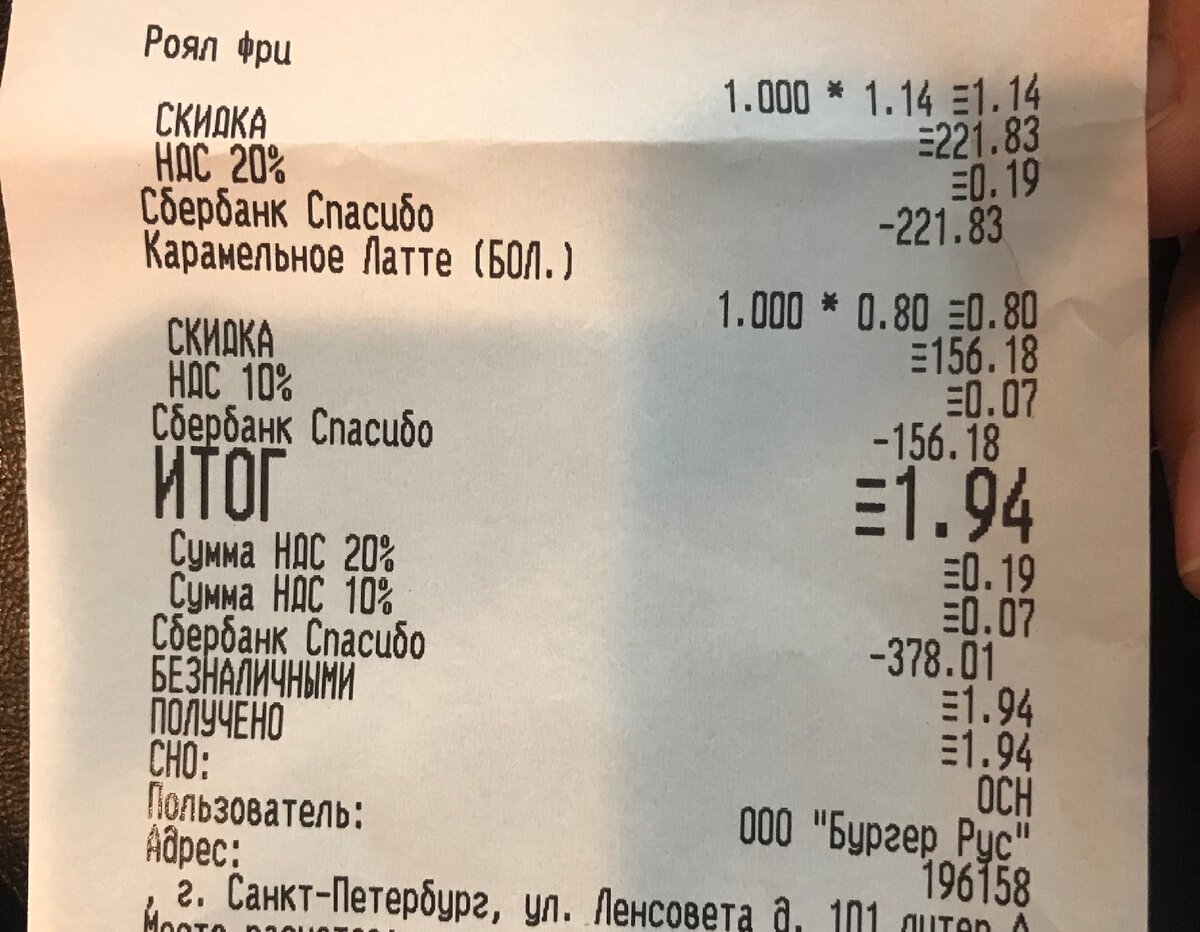 Роял фри
1.000 * 1.14 ≡1.14
СКИДКА ≡221.83
НДС 20% ≡0.19
Сбербанк Спасибо -221.83
Карамельное Латте (БОЛ.)
1.000 * 0.80 ≡0.80
СКИДКА ≡156.18
НДС 10% ≡0.07
Сбербанк Спасибо -156.18
ИТОГ ≡1.94
Сумма НДС 20% ≡0.19
Сумма НДС 10% ≡0.07
Сбербанк Спасибо -378.01
БЕЗНАЛИЧНЫМИ ≡1.94
ПОЛУЧЕНО ≡1.94
СНО: ОСН
Пользователь: ООО "Бургер Рус"
Адрес: 196158
, г. Санкт-Петербург, ул. Ленсовета д. 101 литер А